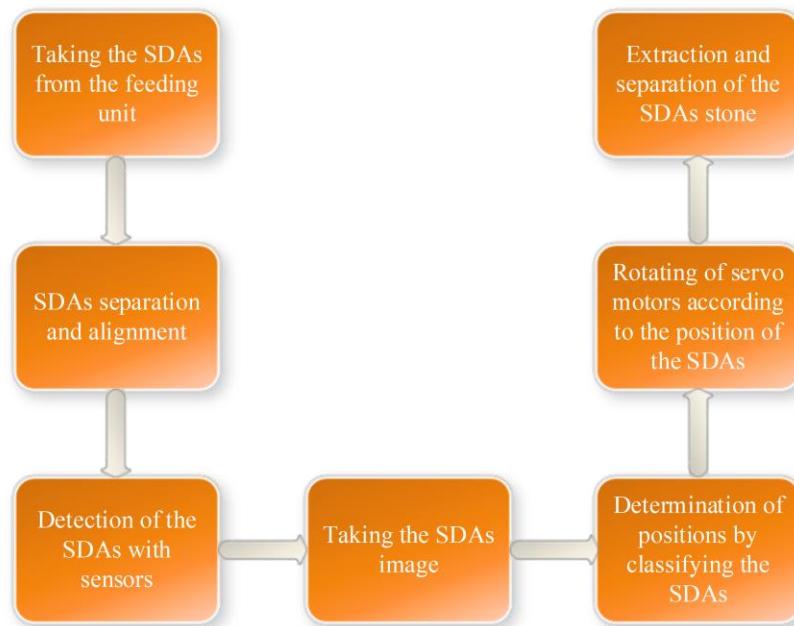 Taking the SDAs
from the feeding
unit
SDAs separation
and alignment
Detection of the
SDAs with
sensors
Taking the SDAs
image
Determination of
positions by
classifying the
SDAs
Rotating of servo
motors according
to the position of
the SDAs
Extraction and
separation of the
SDAs stone